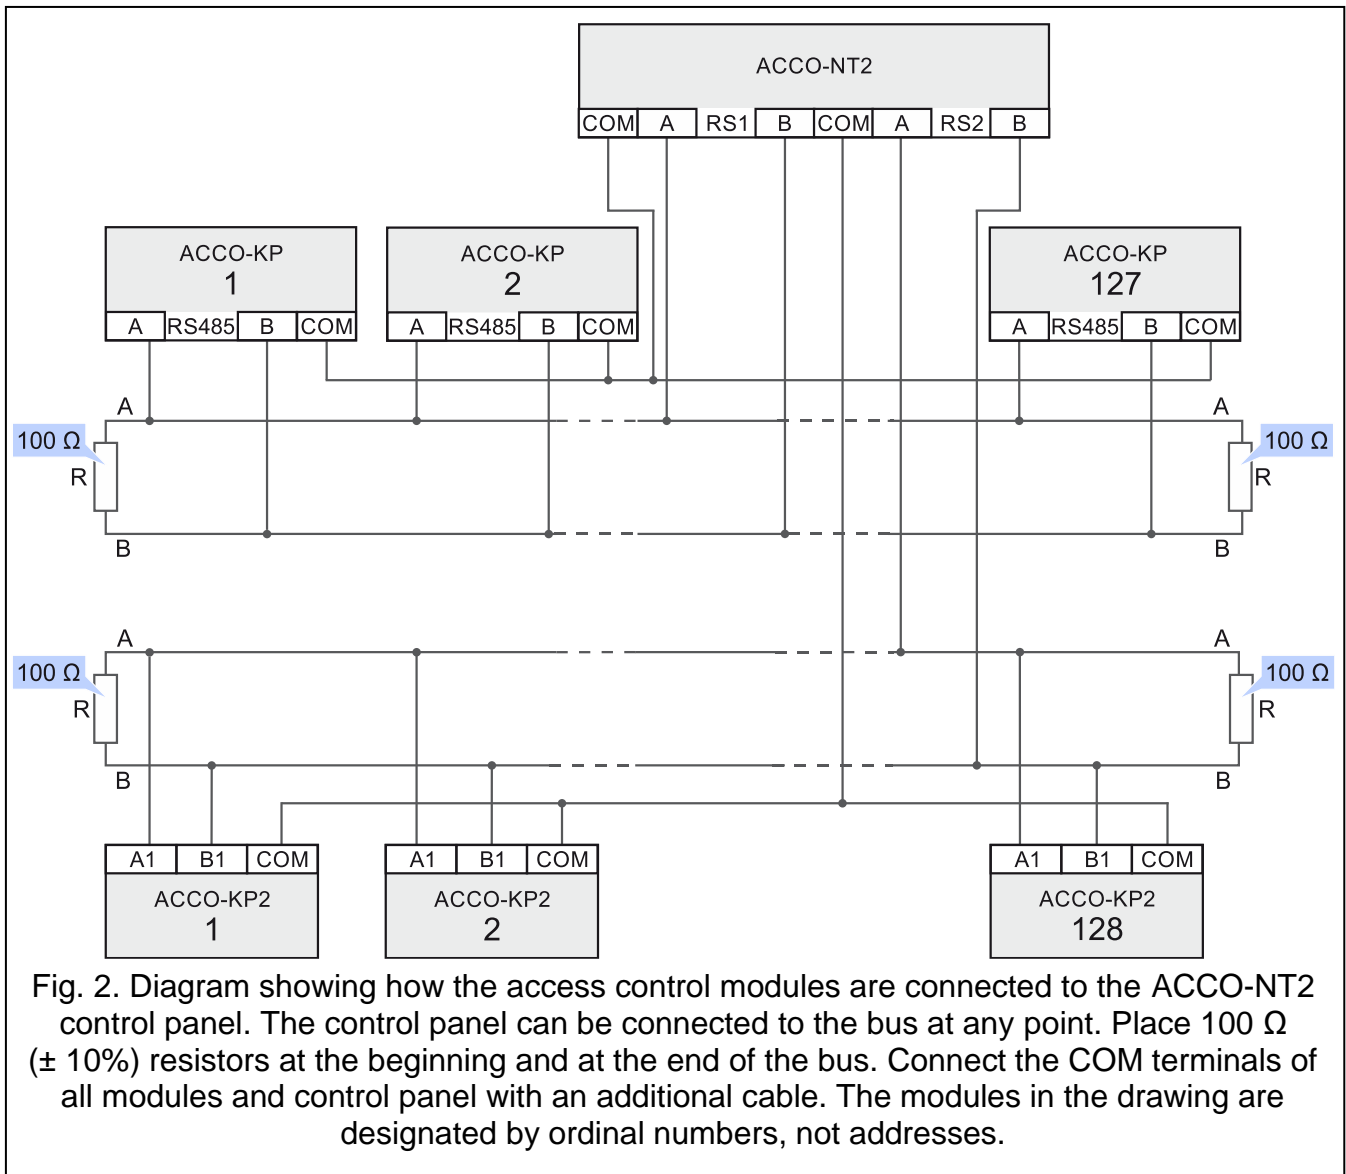 ACCO-NT2
COM A RS1 B COM A RS2 B
ACCO-KP
1
A RS485 B COM
ACCO-KP
2
A RS485 B COM
ACCO-KP
127
A RS485 B COM
A
A
100 Ω
100 Ω
R
R
B
B
A
A
100 Ω
100 Ω
R
R
B
B
A1 B1 COM
ACCO-KP2
1
A1 B1 COM
ACCO-KP2
2
A1 B1 COM
ACCO-KP2
128
Fig. 2. Diagram showing how the access control modules are connected to the ACCO-NT2
control panel. The control panel can be connected to the bus at any point. Place 100 Ω
(± 10%) resistors at the beginning and at the end of the bus. Connect the COM terminals of
all modules and control panel with an additional cable. The modules in the drawing are
designated by ordinal numbers, not addresses.